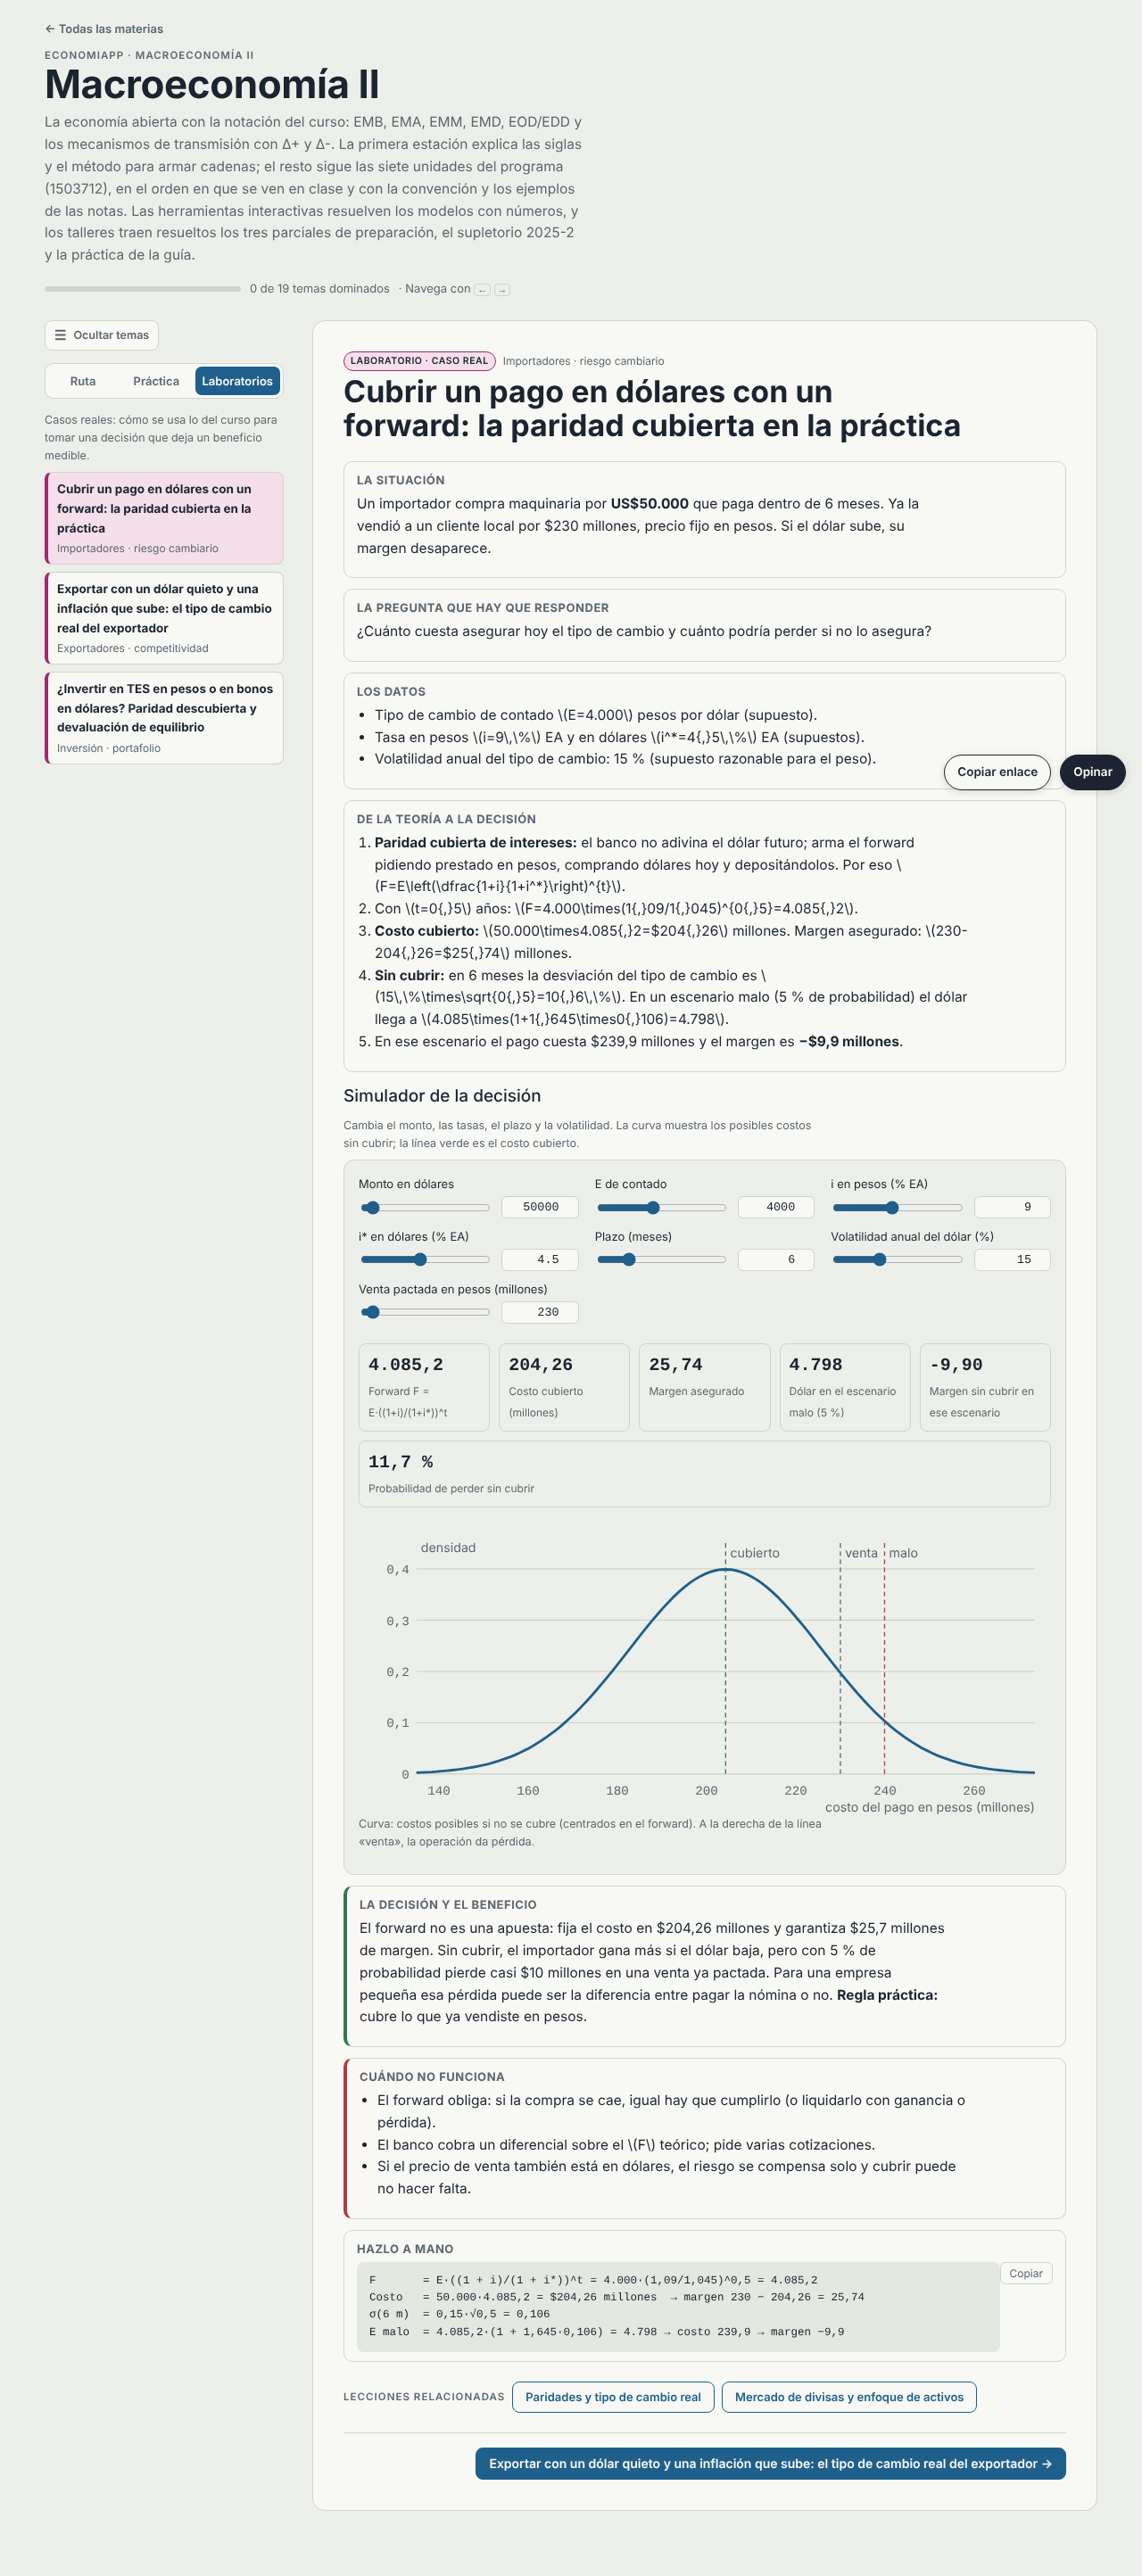 ← Todas las materias
ECONOMIAPP · MACROECONOMÍA II
Macroeconomía II
La economía abierta con la notación del curso: EMB, EMA, EMM, EMD, EOD/EDD y
los mecanismos de transmisión con Δ+ y Δ-. La primera estación explica las siglas
y el método para armar cadenas; el resto sigue las siete unidades del programa
(1503712), en el orden en que se ven en clase y con la convención y los ejemplos
de las notas. Las herramientas interactivas resuelven los modelos con números, y
los talleres traen resueltos los tres parciales de preparación, el supletorio 2025-2
y la práctica de la guía.
0 de 19 temas dominados · Navega con ← →
☰ Ocultar temas
Ruta Práctica Laboratorios
Casos reales: cómo se usa lo del curso para
tomar una decisión que deja un beneficio
medible.
Cubrir un pago en dólares con un
forward: la paridad cubierta en la
práctica
Importadores · riesgo cambiario
Exportar con un dólar quieto y una
inflación que sube: el tipo de cambio
real del exportador
Exportadores · competitividad
¿Invertir en TES en pesos o en bonos
en dólares? Paridad descubierta y
devaluación de equilibrio
Inversión · portafolio
LABORATORIO · CASO REAL Importadores · riesgo cambiario
Cubrir un pago en dólares con un
forward: la paridad cubierta en la práctica
LA SITUACIÓN
Un importador compra maquinaria por US$50.000 que paga dentro de 6 meses. Ya la
vendió a un cliente local por $230 millones, precio fijo en pesos. Si el dólar sube, su
margen desaparece.
LA PREGUNTA QUE HAY QUE RESPONDER
¿Cuánto cuesta asegurar hoy el tipo de cambio y cuánto podría perder si no lo asegura?
LOS DATOS
• Tipo de cambio de contado \(E=4.000\) pesos por dólar (supuesto).
• Tasa en pesos \(i=9\,\%\) EA y en dólares \(i^*=4{,}5\,\%\) EA (supuestos).
• Volatilidad anual del tipo de cambio: 15 % (supuesto razonable para el peso).
Copiar enlace Opinar
DE LA TEORÍA A LA DECISIÓN
1. Paridad cubierta de intereses: el banco no adivina el dólar futuro; arma el forward
pidiendo prestado en pesos, comprando dólares hoy y depositándolos. Por eso \
(F=E\left(\dfrac{1+i}{1+i^*}\right)^{t}\).
2. Con \(t=0{,}5\) años: \(F=4.000\times(1{,}09/1{,}045)^{0{,}5}=4.085{,}2\).
3. Costo cubierto: \(50.000\times4.085{,}2=$204{,}26\) millones. Margen asegurado: \(230-
204{,}26=$25{,}74\) millones.
4. Sin cubrir: en 6 meses la desviación del tipo de cambio es \
(15\,\%\times\sqrt{0{,}5}=10{,}6\,\%\). En un escenario malo (5 % de probabilidad) el dólar
llega a \(4.085\times(1+1{,}645\times0{,}106)=4.798\).
5. En ese escenario el pago cuesta $239,9 millones y el margen es −$9,9 millones.
Simulador de la decisión
Cambia el monto, las tasas, el plazo y la volatilidad. La curva muestra los posibles costos
sin cubrir; la línea verde es el costo cubierto.
Monto en dólares E de contado i en pesos (% EA)
50000 4000 9
i* en dólares (% EA) Plazo (meses) Volatilidad anual del dólar (%)
4.5 6 15
Venta pactada en pesos (millones)
230
4.085,2 204,26 25,74 4.798 -9,90
Forward F = Costo cubierto Margen asegurado Dólar en el escenario Margen sin cubrir en
E·((1+i)/(1+i*))^t (millones) malo (5 %) ese escenario
11,7 %
Probabilidad de perder sin cubrir
densidad cubierto venta malo
0,4
0,3
0,2
0,1
0
140 160 180 200 220 240 260
costo del pago en pesos (millones)
Curva: costos posibles si no se cubre (centrados en el forward). A la derecha de la línea
«venta», la operación da pérdida.
LA DECISIÓN Y EL BENEFICIO
El forward no es una apuesta: fija el costo en $204,26 millones y garantiza $25,7 millones
de margen. Sin cubrir, el importador gana más si el dólar baja, pero con 5 % de
probabilidad pierde casi $10 millones en una venta ya pactada. Para una empresa
pequeña esa pérdida puede ser la diferencia entre pagar la nómina o no. Regla práctica:
cubre lo que ya vendiste en pesos.
CUÁNDO NO FUNCIONA
• El forward obliga: si la compra se cae, igual hay que cumplirlo (o liquidarlo con ganancia o
pérdida).
• El banco cobra un diferencial sobre el \(F\) teórico; pide varias cotizaciones.
• Si el precio de venta también está en dólares, el riesgo se compensa solo y cubrir puede
no hacer falta.
HAZLO A MANO
Copiar
F = E·((1 + i)/(1 + i*))^t = 4.000·(1,09/1,045)^0,5 = 4.085,2
Costo = 50.000·4.085,2 = $204,26 millones → margen 230 − 204,26 = 25,74
σ(6 m) = 0,15·√0,5 = 0,106
E malo = 4.085,2·(1 + 1,645·0,106) = 4.798 → costo 239,9 → margen −9,9
LECCIONES RELACIONADAS Paridades y tipo de cambio real Mercado de divisas y enfoque de activos
Exportar con un dólar quieto y una inflación que sube: el tipo de cambio real del exportador →